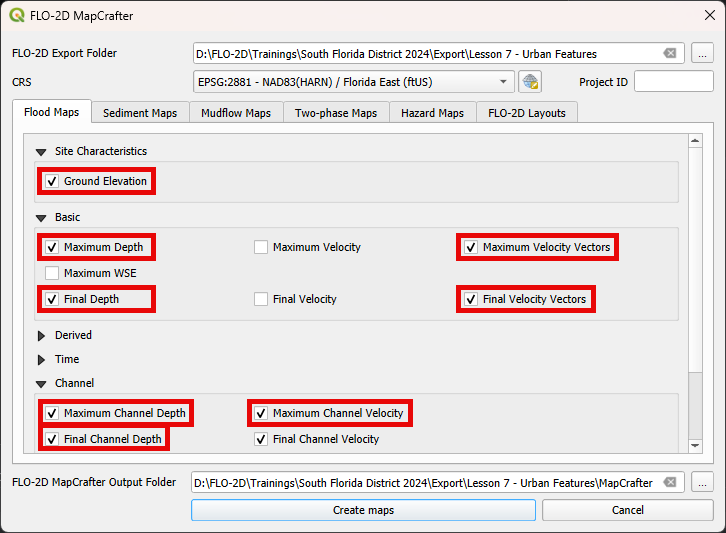 FLO-2D MapCrafter
FLO-2D Export Folder D:\FLO-2D\Trainings\South Florida District 2024\Export\Lesson 7 - Urban Features ...
CRS EPSG:2881 - NAD83(HARN) / Florida East (ftUS) Project ID
Flood Maps Sediment Maps Mudflow Maps Two-phase Maps Hazard Maps FLO-2D Layouts
Site Characteristics
Ground Elevation
Basic
Maximum Depth Maximum Velocity Maximum Velocity Vectors
Maximum WSE
Final Depth Final Velocity Final Velocity Vectors
Derived
Time
Channel
Maximum Channel Depth Maximum Channel Velocity
Final Channel Depth Final Channel Velocity
FLO-2D MapCrafter Output Folder D:\FLO-2D\Trainings\South Florida District 2024\Export\Lesson 7 - Urban Features\MapCrafter ...
Create maps Cancel